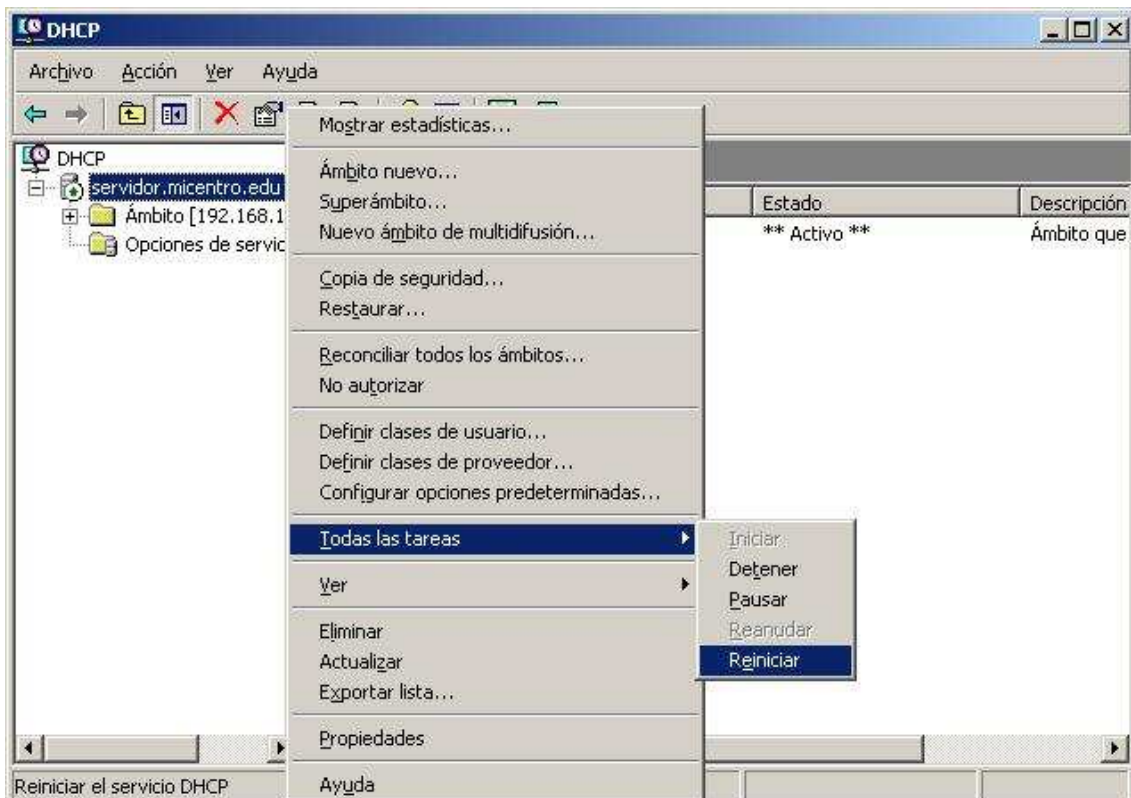 DHCP
Archivo Acción Ver Ayuda
DHCP
servidor.micentro.edu
Ámbito [192.168.1
Opciones de servic
Estado Descripción
** Activo ** Ámbito que
Mostrar estadísticas...
Ámbito nuevo...
Superámbito...
Nuevo ámbito de multidifusión...
Copia de seguridad...
Restaurar...
Reconciliar todos los ámbitos...
No autorizar
Definir clases de usuario...
Definir clases de proveedor...
Configurar opciones predeterminadas...
Todas las tareas
Ver
Eliminar
Actualizar
Exportar lista...
Propiedades
Ayuda
Iniciar
Detener
Pausar
Reanudar
Reiniciar
Reiniciar el servicio DHCP